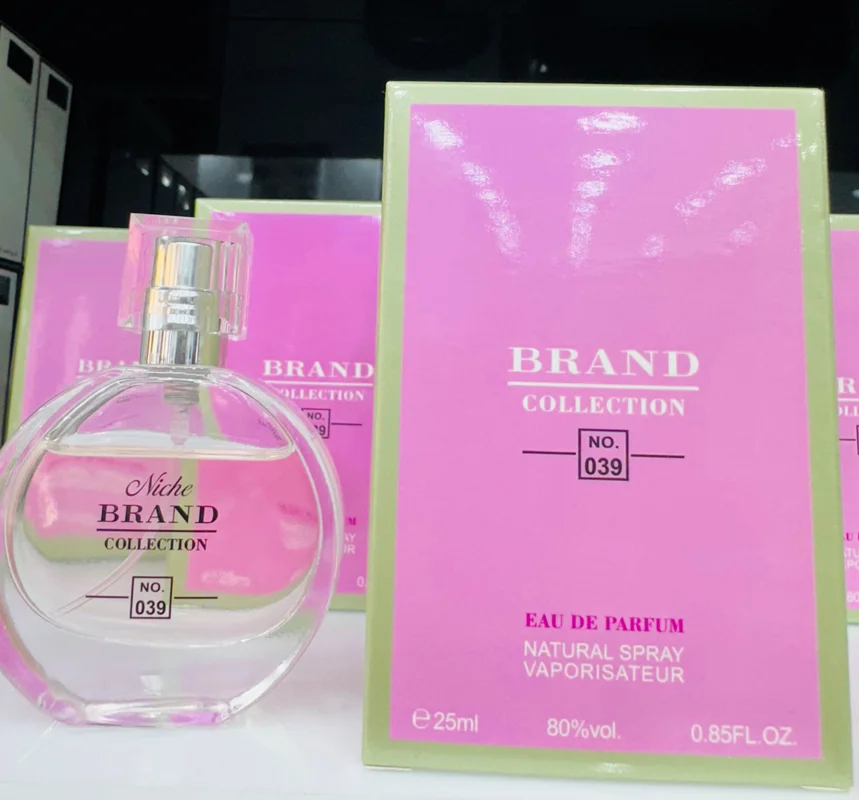 Niche
BRAND
COLLECTION
NO.
039
BRAND
COLLECTION
NO.
BRAND
COLLECTION
NO.
039
EAU DE PARFUM
NATURAL SPRAY
VAPORISATEUR
℮25ml 80%vol. 0.85FL.OZ.